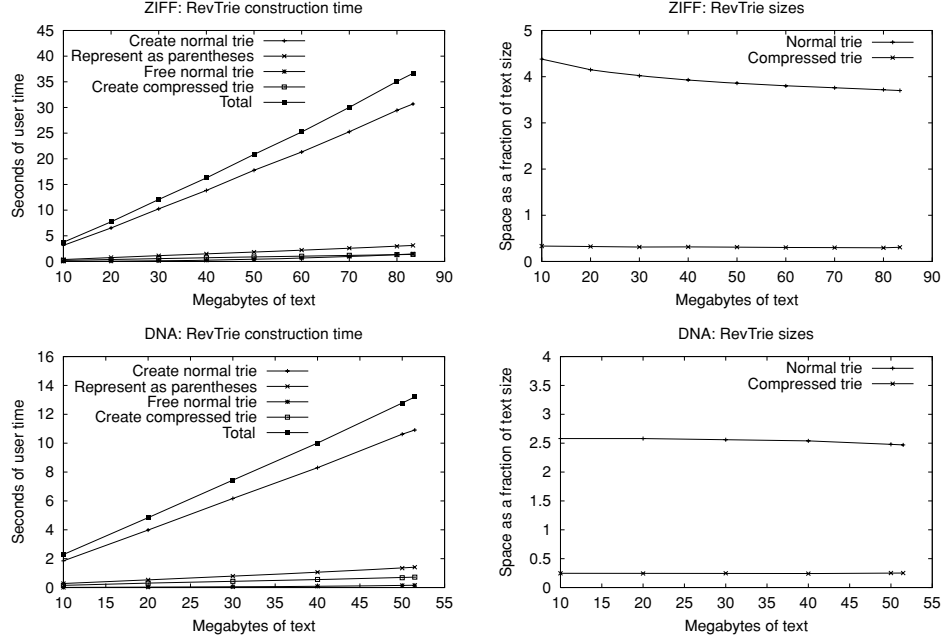 ZIFF: RevTrie construction time
45
40
35
30
25
20
15
10
5
0
Seconds of user time
Create normal trie
Represent as parentheses
Free normal trie
Create compressed trie
Total
10 20 30 40 50 60 70 80 90
Megabytes of text
ZIFF: RevTrie sizes
5
4
3
2
1
0
Space as a fraction of text size
Normal trie
Compressed trie
10 20 30 40 50 60 70 80 90
Megabytes of text
DNA: RevTrie construction time
16
14
12
10
8
6
4
2
0
Seconds of user time
Create normal trie
Represent as parentheses
Free normal trie
Create compressed trie
Total
10 15 20 25 30 35 40 45 50 55
Megabytes of text
DNA: RevTrie sizes
4
3.5
3
2.5
2
1.5
1
0.5
0
Space as a fraction of text size
Normal trie
Compressed trie
10 15 20 25 30 35 40 45 50 55
Megabytes of text